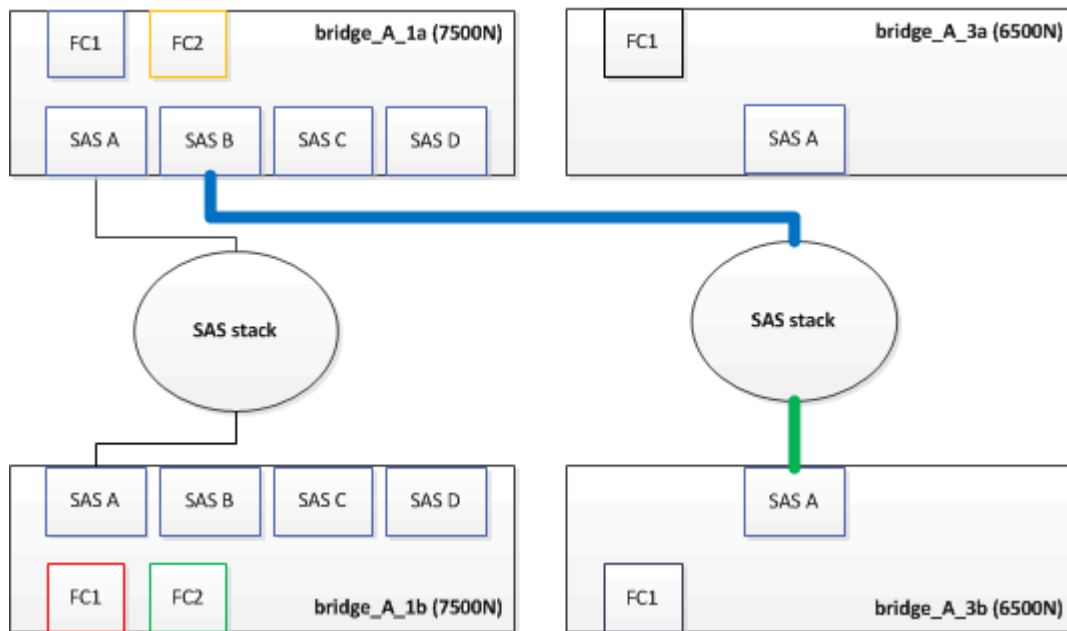 bridge_A_1a (7500N)
FC1
FC2
SAS A
SAS B
SAS C
SAS D
bridge_A_3a (6500N)
FC1
SAS A
SAS stack
SAS stack
SAS A
SAS B
SAS C
SAS D
FC1
FC2
bridge_A_1b (7500N)
SAS A
FC1
bridge_A_3b (6500N)